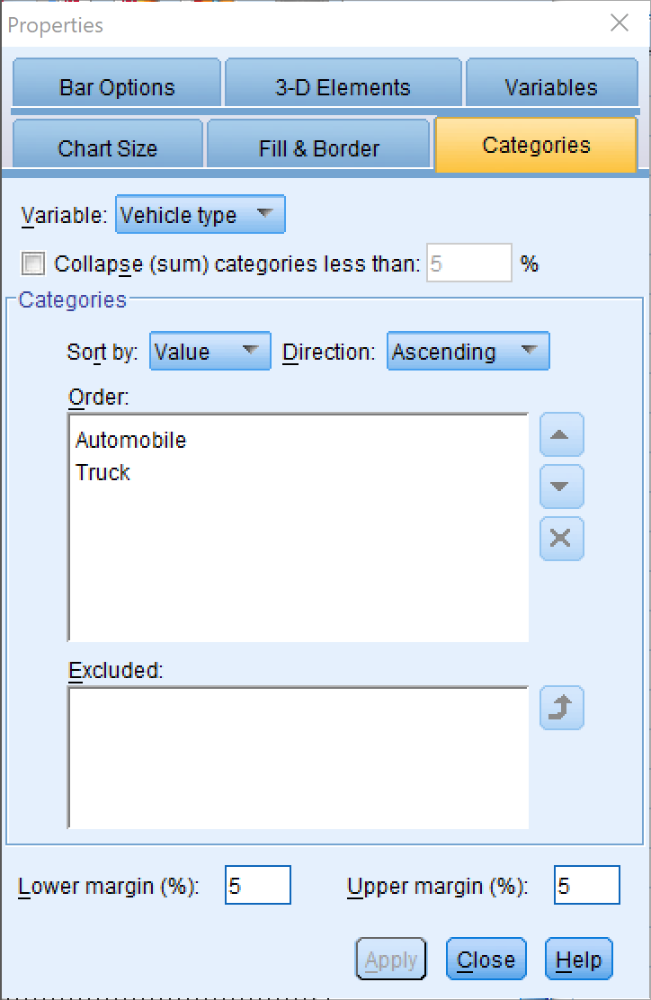 Properties
Bar Options 3-D Elements Variables
Chart Size Fill & Border Categories
Variable: Vehicle type
Collapse (sum) categories less than: 5 %
Categories
Sort by: Value Direction: Ascending
Order:
Automobile
Truck
Excluded:
Lower margin (%): 5 Upper margin (%): 5
Apply Close Help